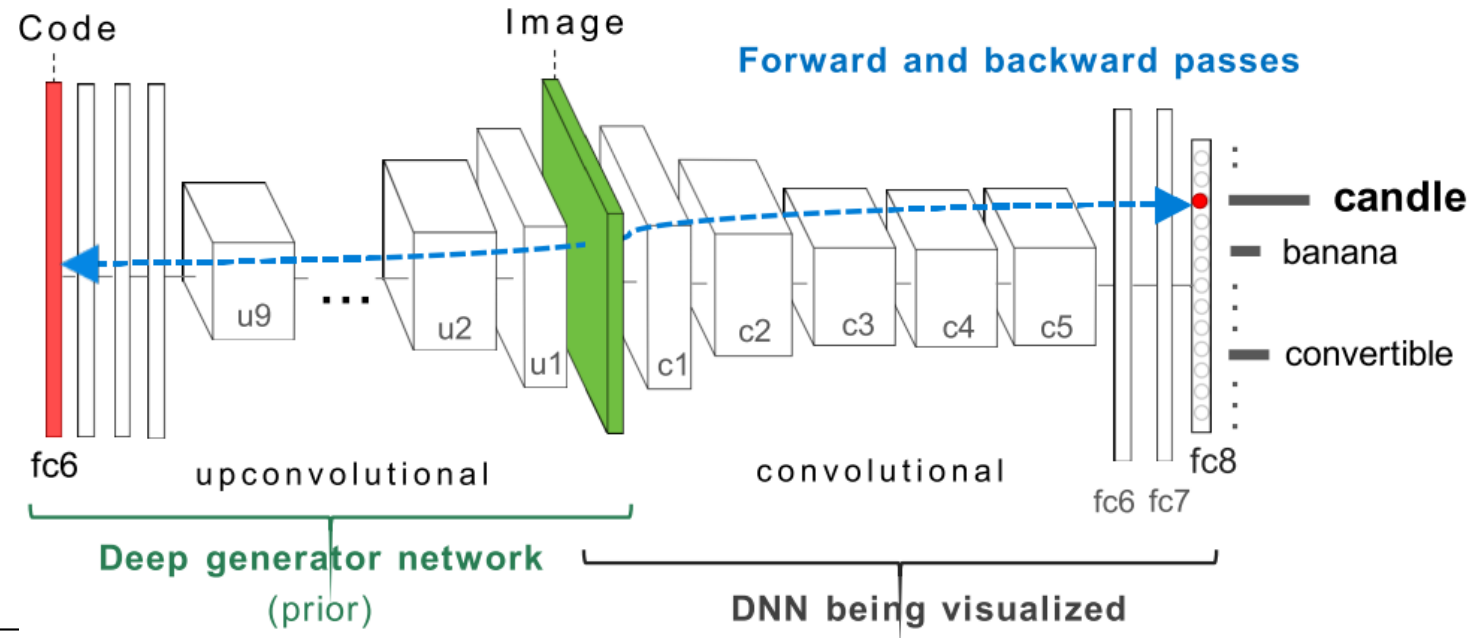 Code
Image
Forward and backward passes
candle
banana
convertible
u9
...
u2
u1
c1
c2
c3
c4
c5
fc6
upconvolutional
convolutional
fc6 fc7
fc8
Deep generator network
(prior)
DNN being visualized